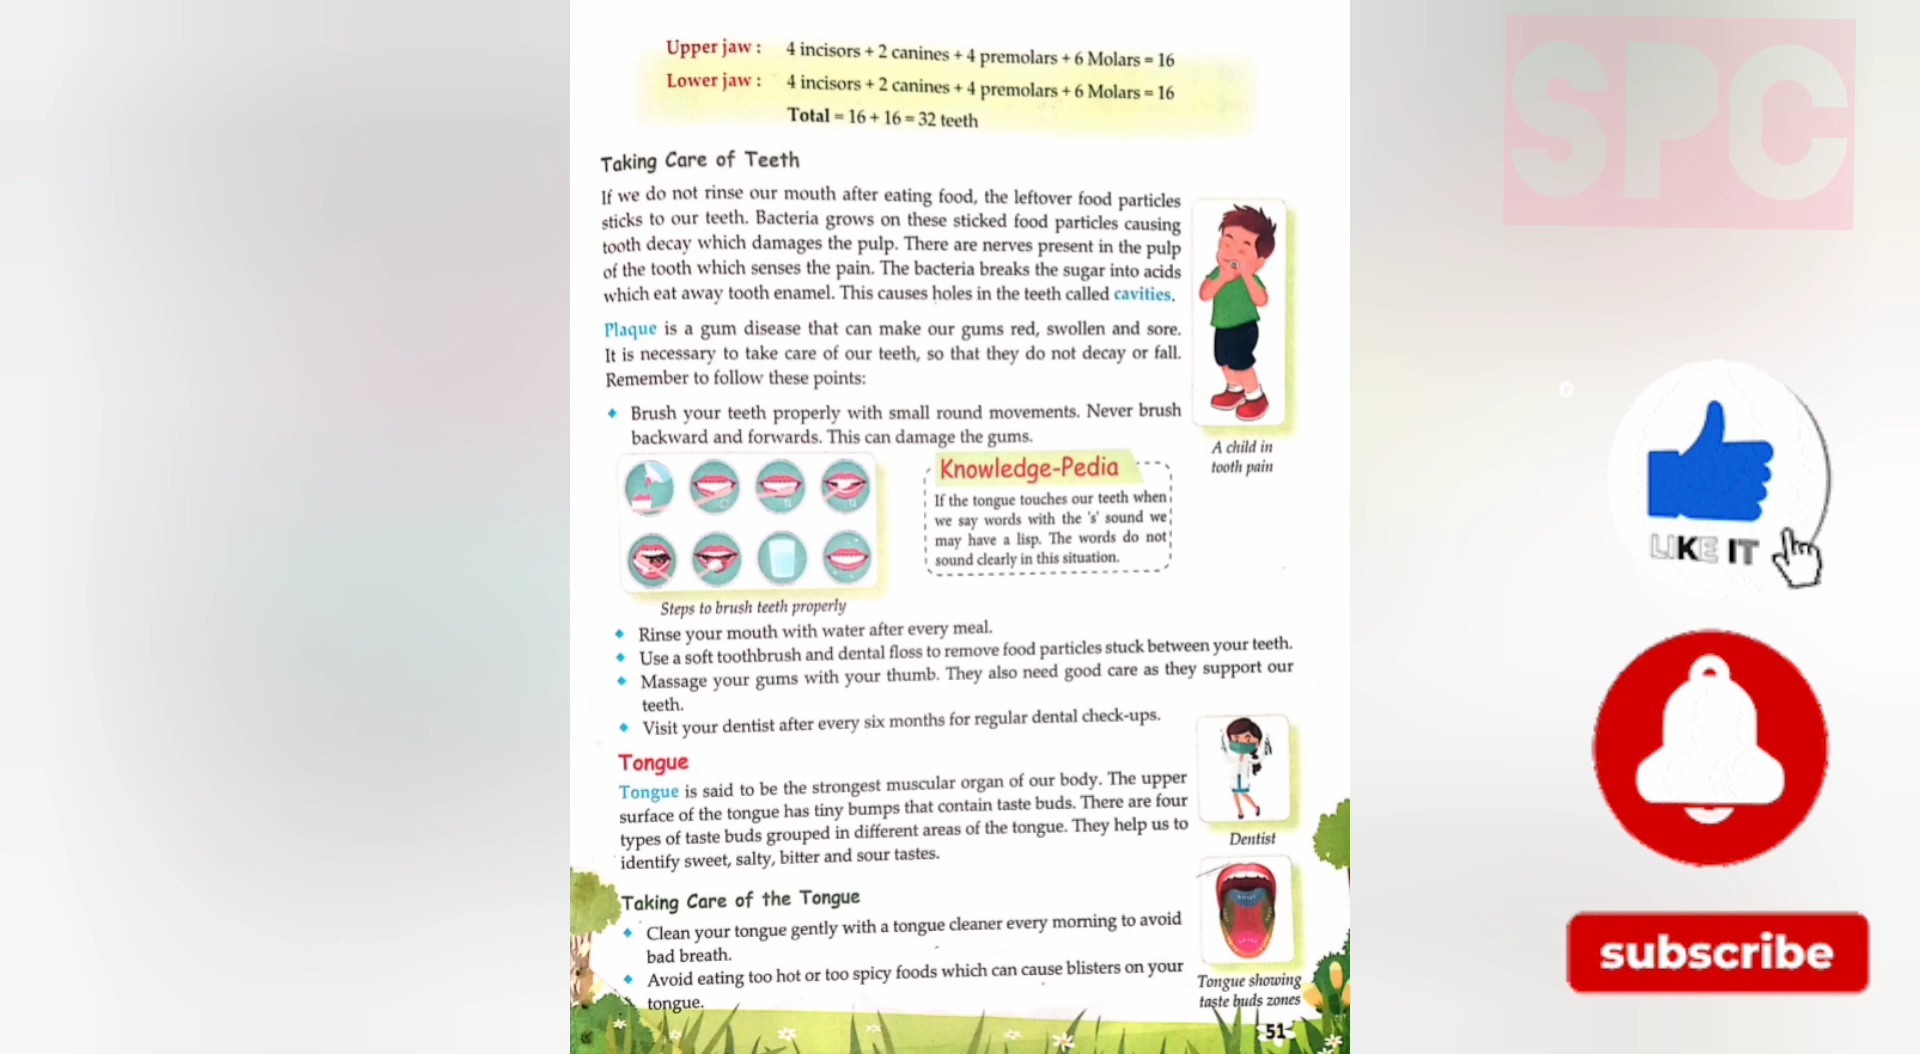 Upper jaw : 4 incisors + 2 canines + 4 premolars + 6 Molars = 16
Lower jaw : 4 incisors + 2 canines + 4 premolars + 6 Molars = 16
Total = 16 + 16 = 32 teeth
Taking Care of Teeth
If we do not rinse our mouth after eating food, the leftover food particles
sticks to our teeth. Bacteria grows on these sticked food particles causing
tooth decay which damages the pulp. There are nerves present in the pulp
of the tooth which senses the pain. The bacteria breaks the sugar into acids
which eat away tooth enamel. This causes holes in the teeth called cavities.
Plaque is a gum disease that can make our gums red, swollen and sore.
It is necessary to take care of our teeth, so that they do not decay or fall.
Remember to follow these points:
Brush your teeth properly with small round movements. Never brush
backward and forwards. This can damage the gums.
A child in
tooth pain
Knowledge-Pedia
If the tongue touches our teeth when
we say words with the 's' sound we
may have a lisp. The words do not
sound clearly in this situation.
Steps to brush teeth properly
Rinse your mouth with water after every meal.
Use a soft toothbrush and dental floss to remove food particles stuck between your teeth.
Massage your gums with your thumb. They also need good care as they support our
teeth.
Visit your dentist after every six months for regular dental check-ups.
Tongue
Tongue is said to be the strongest muscular organ of our body. The upper
surface of the tongue has tiny bumps that contain taste buds. There are four
types of taste buds grouped in different areas of the tongue. They help us to
identify sweet, salty, bitter and sour tastes.
Dentist
Taking Care of the Tongue
Clean your tongue gently with a tongue cleaner every morning to avoid
bad breath.
Avoid eating too hot or too spicy foods which can cause blisters on your
tongue.
Tongue showing
taste buds zones
51
SPC
LIKE IT
subscribe